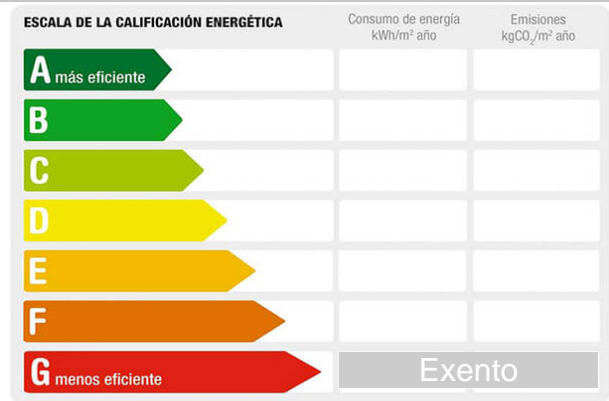 ESCALA DE LA CALIFICACIÓN ENERGÉTICA
Consumo de energía
kWh/m² año
Emisiones
kgCO₂/m² año
A más eficiente
B
C
D
E
F
G menos eficiente
Exento